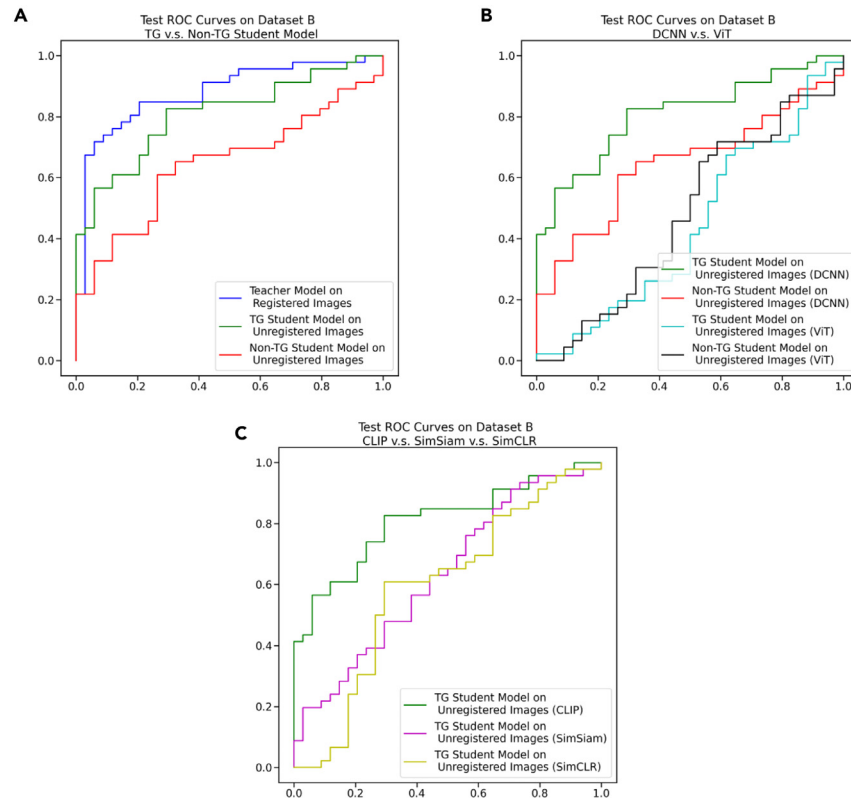 A
Test ROC Curves on Dataset B
TG v.s. Non-TG Student Model
1.0
0.8
0.6
0.4
0.2
0.0
Teacher Model on
Registered Images
TG Student Model on
Unregistered Images
Non-TG Student Model on
Unregistered Images
0.0 0.2 0.4 0.6 0.8 1.0
B
Test ROC Curves on Dataset B
DCNN v.s. ViT
1.0
0.8
0.6
0.4
0.2
0.0
TG Student Model on
Unregistered Images (DCNN)
Non-TG Student Model on
Unregistered Images (DCNN)
TG Student Model on
Unregistered Images (ViT)
Non-TG Student Model on
Unregistered Images (ViT)
0.0 0.2 0.4 0.6 0.8 1.0
C
Test ROC Curves on Dataset B
CLIP v.s. SimSiam v.s. SimCLR
1.0
0.8
0.6
0.4
0.2
0.0
TG Student Model on
Unregistered Images (CLIP)
TG Student Model on
Unregistered Images (SimSiam)
TG Student Model on
Unregistered Images (SimCLR)
0.0 0.2 0.4 0.6 0.8 1.0